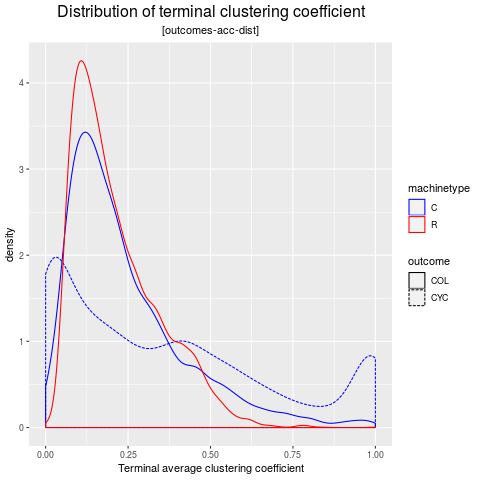 Distribution of terminal clustering coefficient
[outcomes-acc-dist]
density
4
3
2
1
0
0.00 0.25 0.50 0.75 1.00
Terminal average clustering coefficient
machinetype
C
R
outcome
COL
CYC